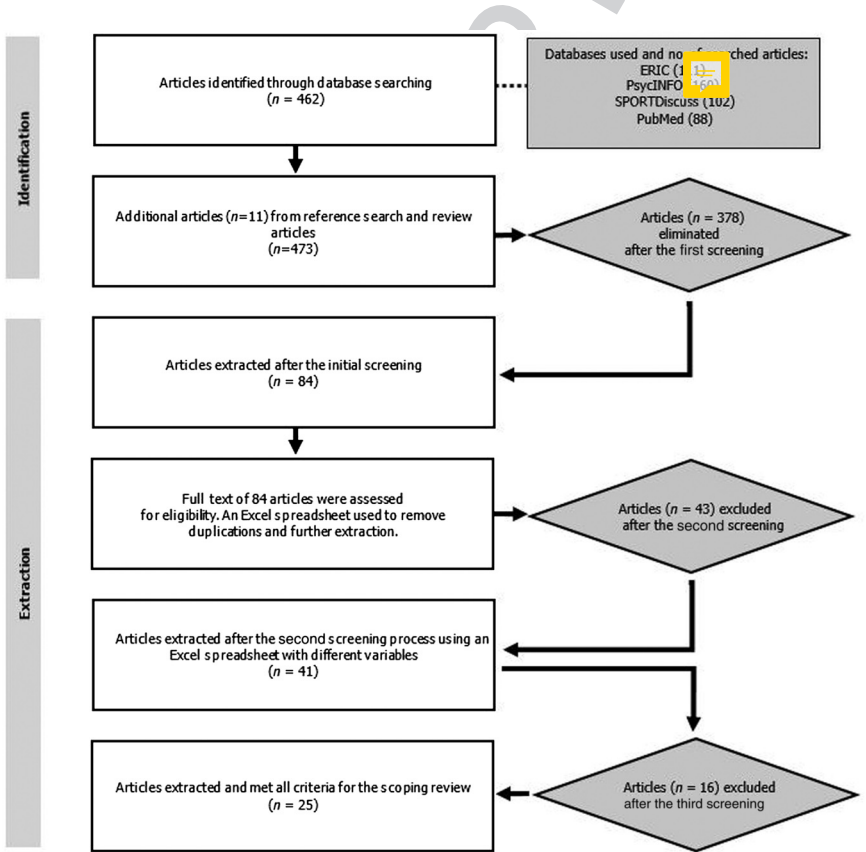 Identification
Articles identified through database searching
(n = 462)
Databases used and no. of searched articles:
ERIC
PsycINFO
SPORTDiscuss (102)
PubMed (88)
Additional articles (n=11) from reference search and review
articles
(n=473)
Articles (n = 378)
eliminated
after the first screening
Extraction
Articles extracted after the initial screening
(n = 84)
Full text of 84 articles were assessed
for eligibility. An Excel spreadsheet used to remove
duplications and further extraction.
Articles (n = 43) excluded
after the second screening
Articles extracted after the second screening process using an
Excel spreadsheet with different variables
(n = 41)
Articles extracted and met all criteria for the scoping review
(n = 25)
Articles (n = 16) excluded
after the third screening